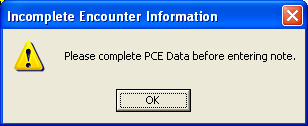 Incomplete Encounter Information
Please complete PCE Data before entering note.
OK